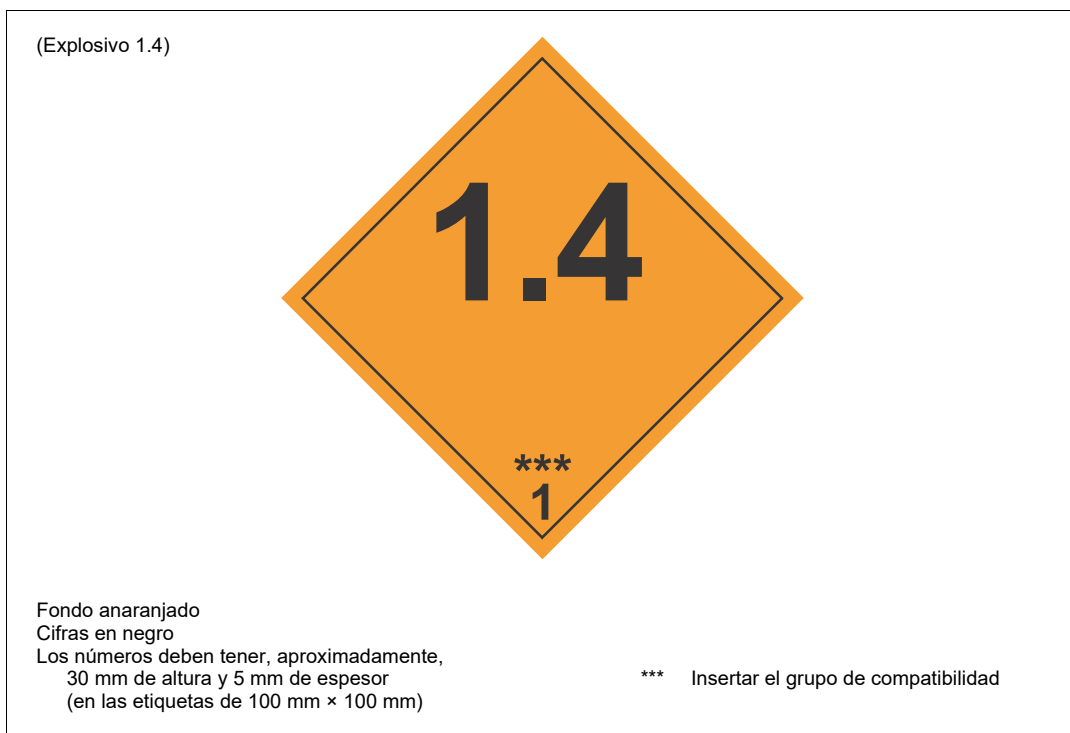 (Explosivo 1.4)
1.4
***
1
Fondo anaranjado
Cifras en negro
Los números deben tener, aproximadamente,
30 mm de altura y 5 mm de espesor
(en las etiquetas de 100 mm × 100 mm)
*** Insertar el grupo de compatibilidad